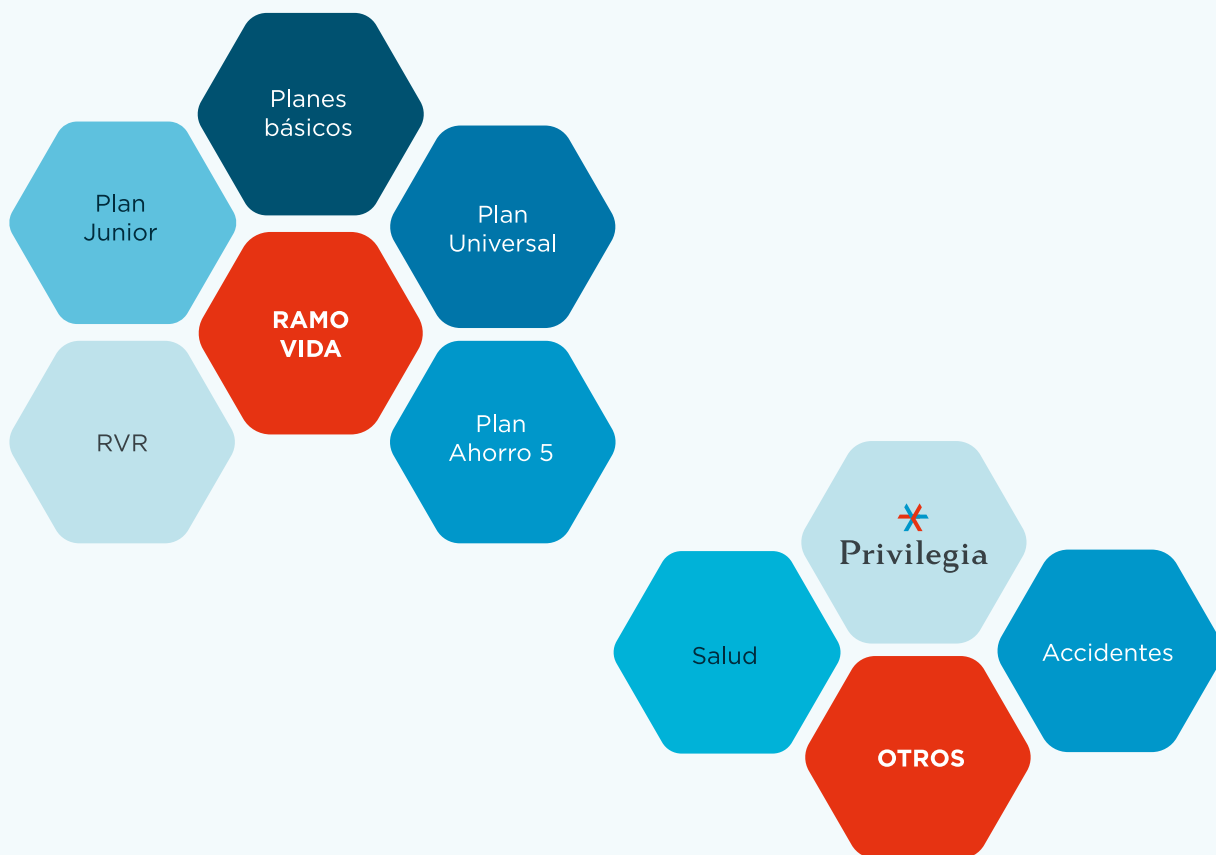 Planes
básicos
Plan
Junior
Plan
Universal
RAMO
VIDA
RVR
Plan
Ahorro 5
Privilegia
Salud
Accidentes
OTROS